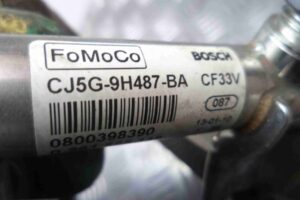 FoMoCo
BOSCH
CJ5G-9H487-BA CF33V
087
0800398390